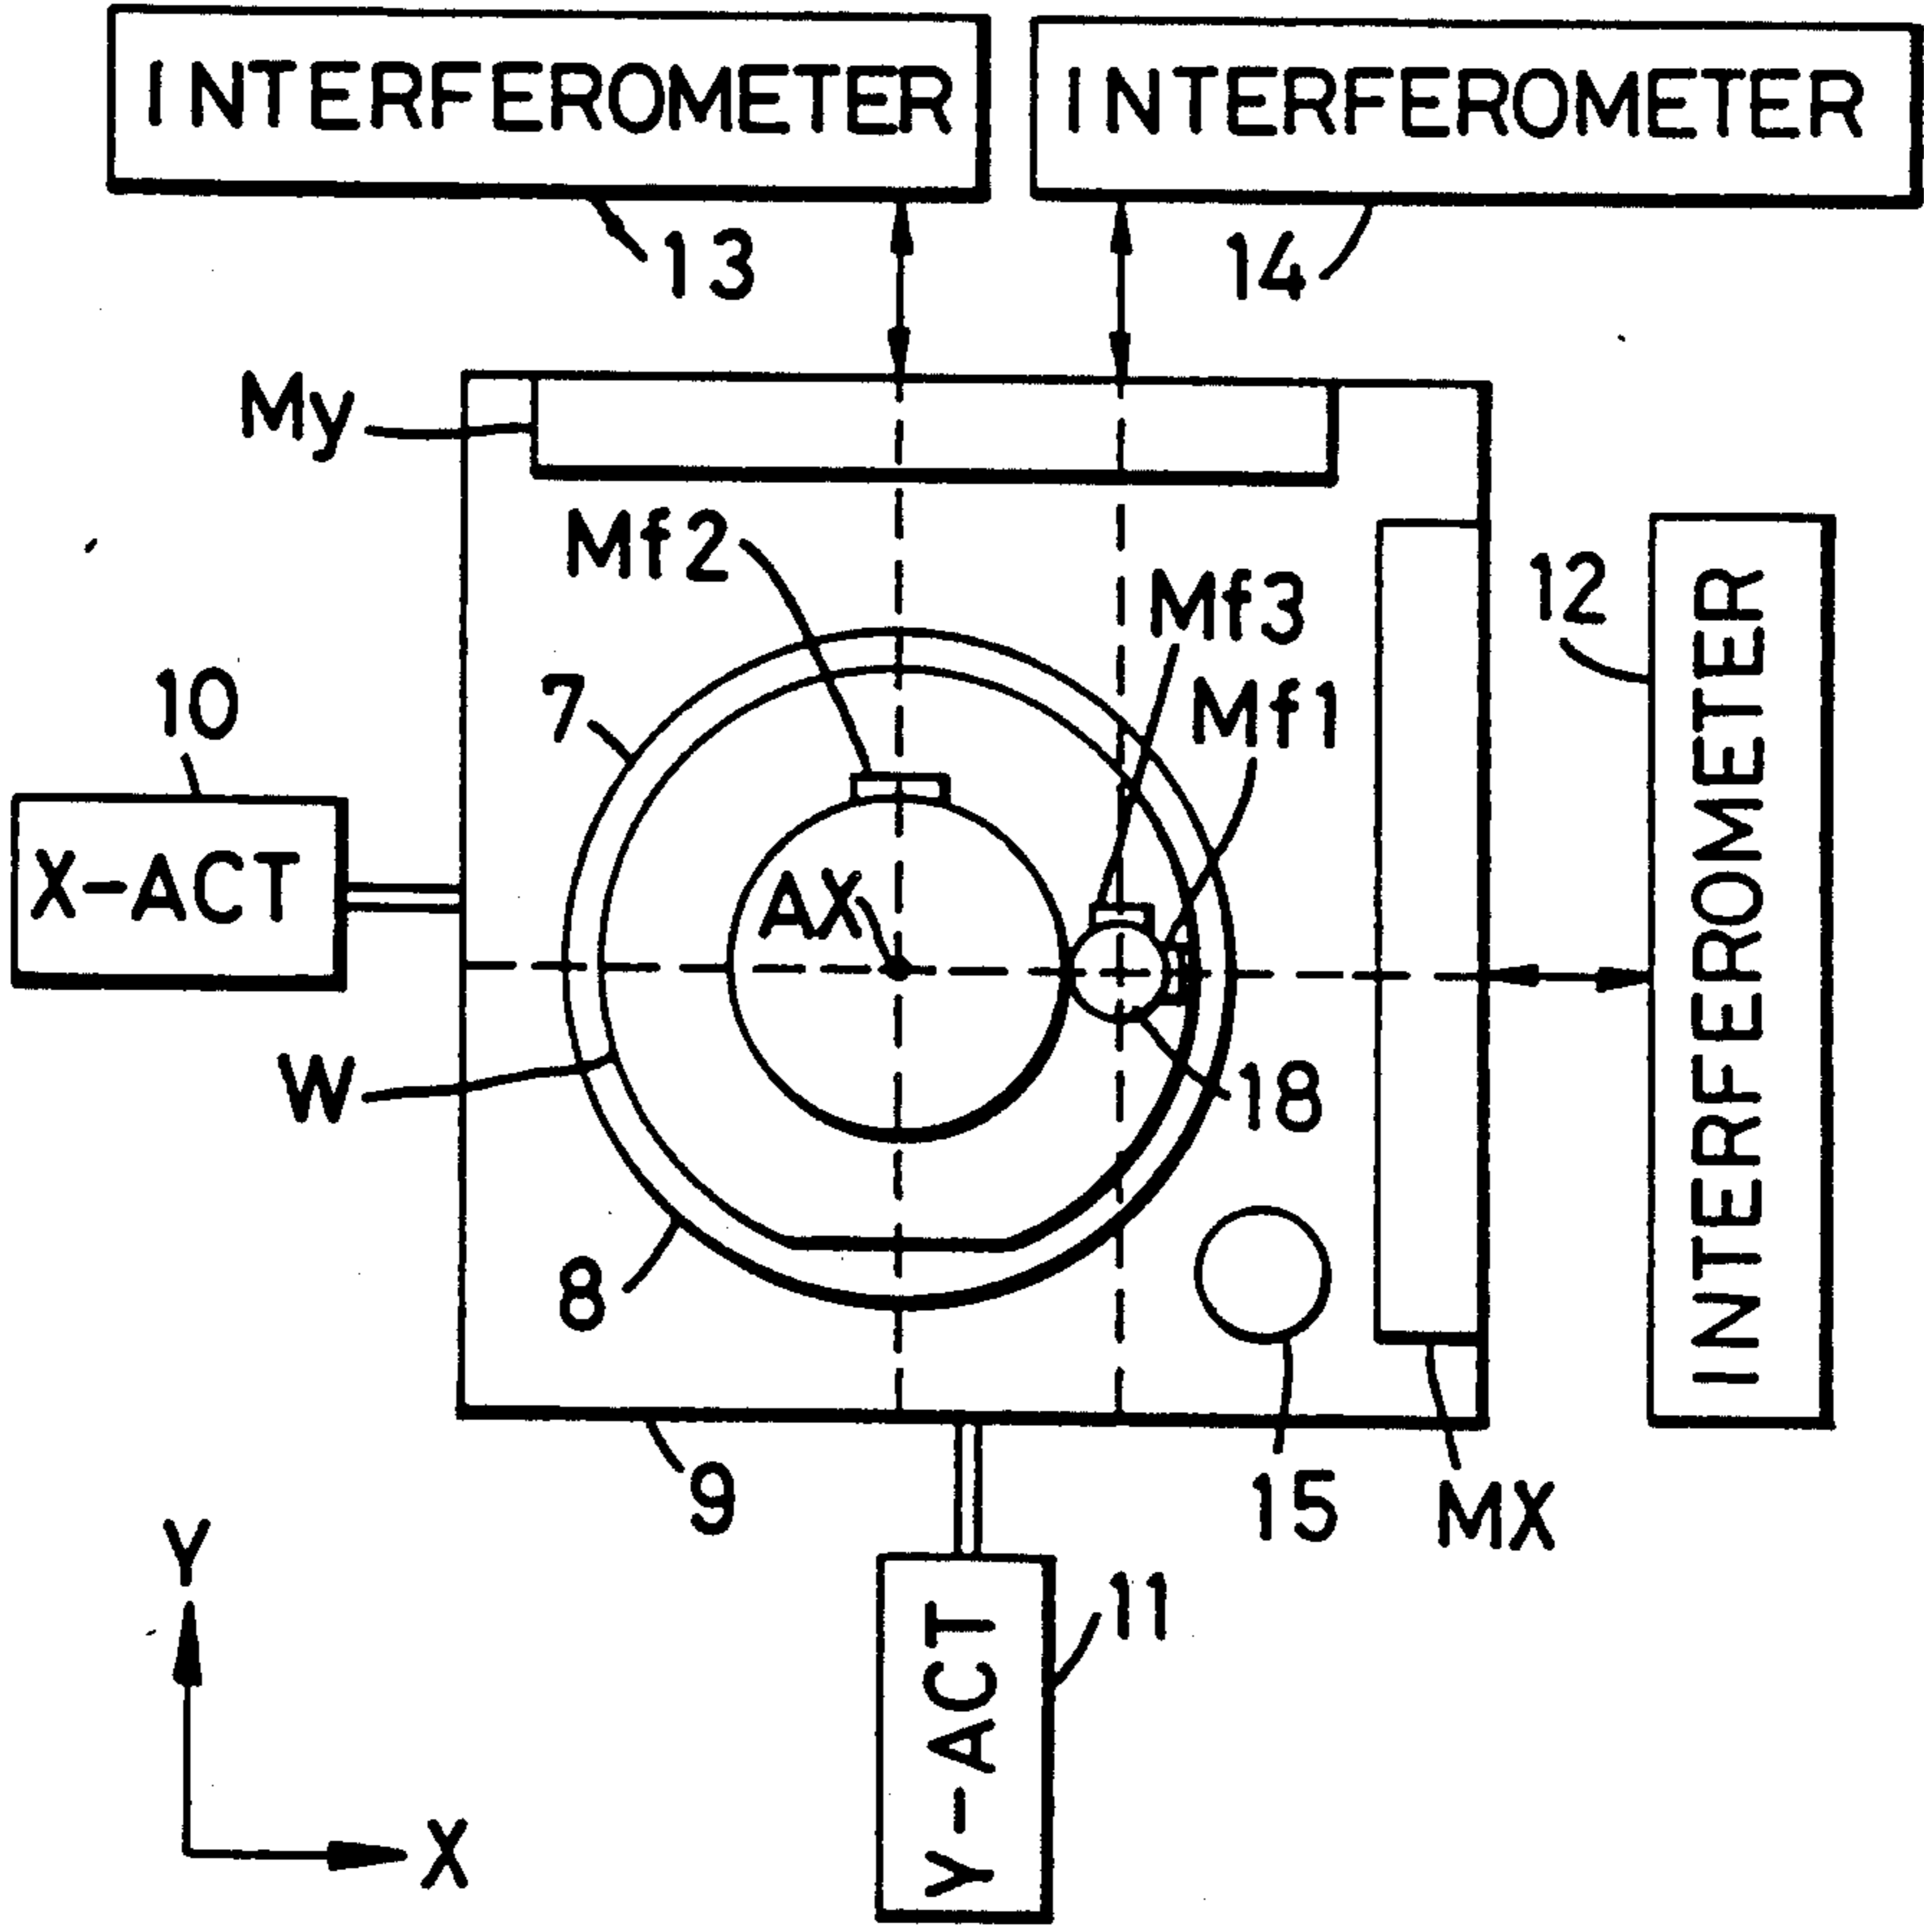 INTERFEROMETER
INTERFEROMETER
13
14
My
Mf2
Mf3
12
INTERFEROMETER
Mf1
10
7
X-ACT
AX
W
18
8
9
15
MX
Y
11
Y-ACT
X